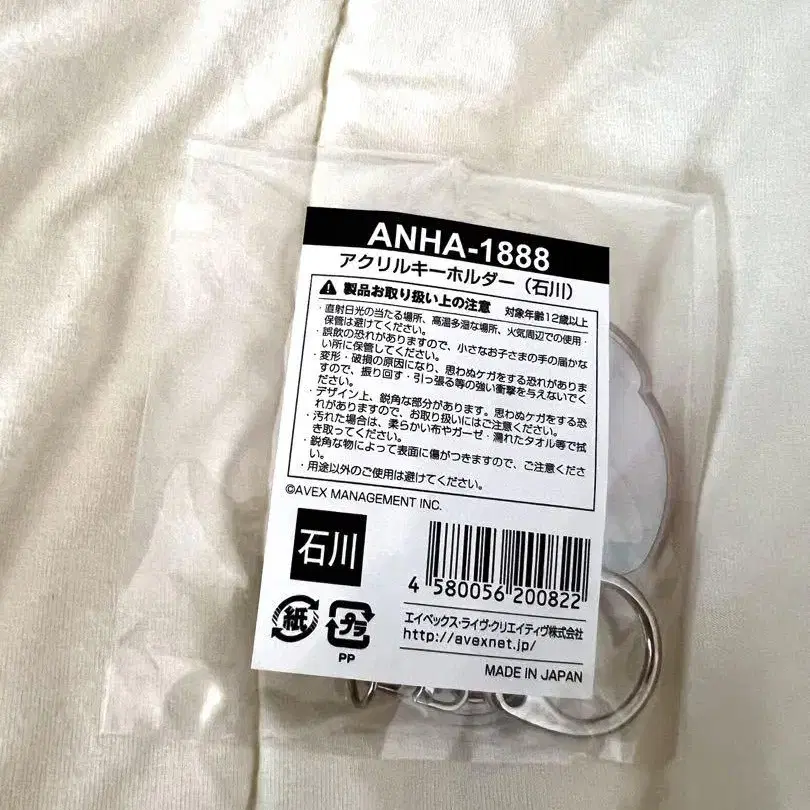 ANHA-1888
アクリルキーホルダー（石川）
製品お取り扱い上の注意 対象年齢12歳以上
・直射日光の当たる場所、高温多湿な場所、火気周辺での使用・
保管は避けてください。
・誤飲の恐れがありますので、小さなお子さまの手の届かな
い所に保管してください。
・変形・破損の原因になり、思わぬケガをする恐れがありま
すので、振り回す・引っ張る等の強い衝撃を与えないでく
ださい。
・デザイン上、鋭角な部分があります。思わぬケガをする恐
れがありますので、お取り扱いにはご注意ください。
・汚れた場合は、柔らかい布やガーゼ・濡れたタオル等で拭
き取ってください。
・鋭角な物によって表面に傷がつきますので、ご注意くださ
い。
・用途以外のご使用は避けてください。
©AVEX MANAGEMENT INC.
石川
4 580056 200822
紙
プラ
PP
エイベックス・ライヴ・クリエイティヴ株式会社
http://avexnet.jp/
MADE IN JAPAN